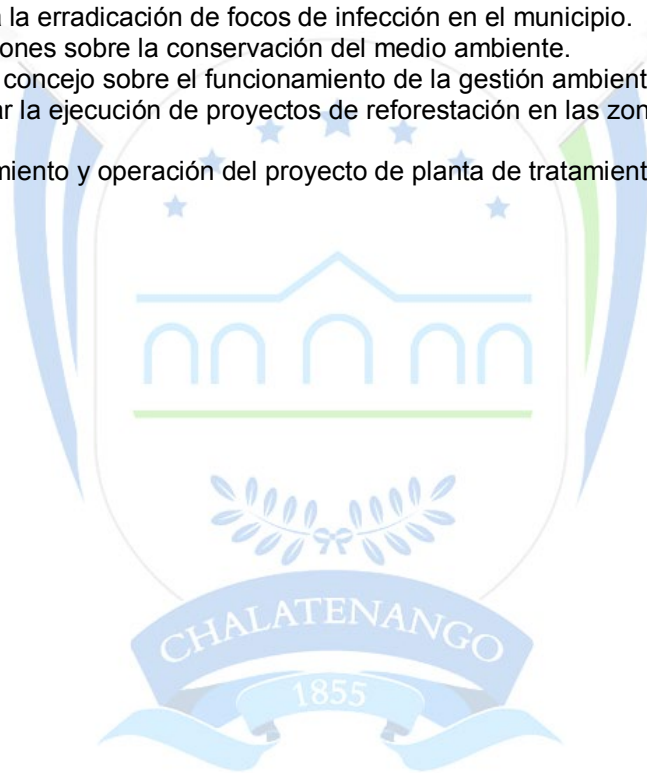 la erradicación de focos de infección en el municipio.
ones sobre la conservación del medio ambiente.
concejo sobre el funcionamiento de la gestión ambient
ar la ejecución de proyectos de reforestación en las zon
miento y operación del proyecto de planta de tratamient
CHALATENANGO
1855